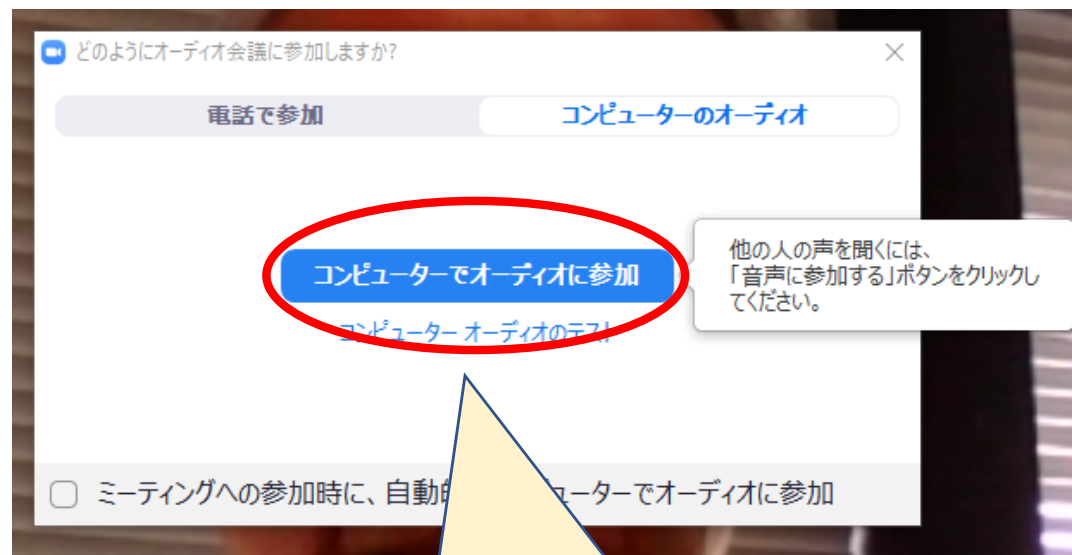 どのようにオーディオ会議に参加しますか?
電話で参加
コンピューターのオーディオ
コンピューターでオーディオに参加
他の人の声を聞くには、
「音声に参加する」ボタンをクリックし
てください。
コンピューター オーディオのテスト
ミーティングへの参加時に、自動 ューターでオーディオに参加